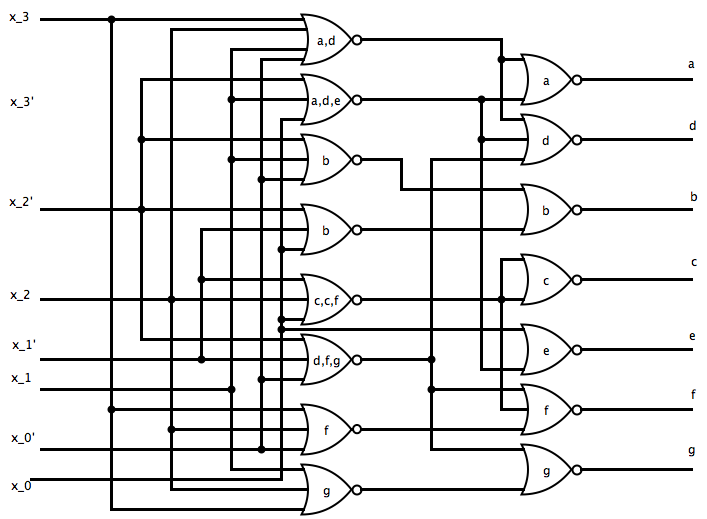 x_3
x_3'
x_2'
x_2
x_1'
x_1
x_0'
x_0
a,d
a,d,e
b
b
c,c,f
d,f,g
f
g
a
d
b
c
e
f
g
a
d
b
c
e
f
g